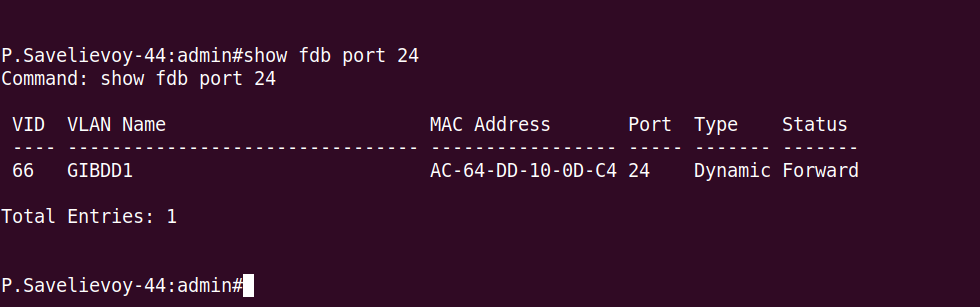 P.Savelievoy-44:admin#show fdb port 24
Command: show fdb port 24
VID  VLAN Name                        MAC Address       Port  Type    Status
---- -------------------------------- ----------------- ----- ------- -------
66   GIBDD1                           AC-64-DD-10-0D-C4 24    Dynamic Forward
Total Entries: 1
P.Savelievoy-44:admin#